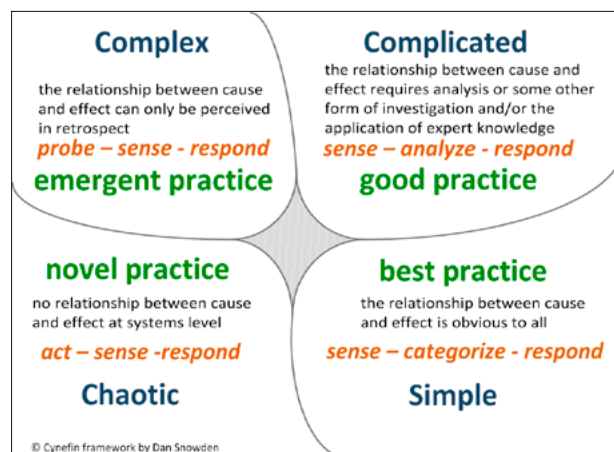 Complex
the relationship between cause
and effect can only be perceived
in retrospect
probe – sense - respond
emergent practice
Complicated
the relationship between cause and
effect requires analysis or some other
form of investigation and/or the
application of expert knowledge
sense – analyze - respond
good practice
novel practice
no relationship between cause
and effect at systems level
act – sense -respond
Chaotic
best practice
the relationship between cause
and effect is obvious to all
sense – categorize - respond
Simple
© Cynefin framework by Dan Snowden